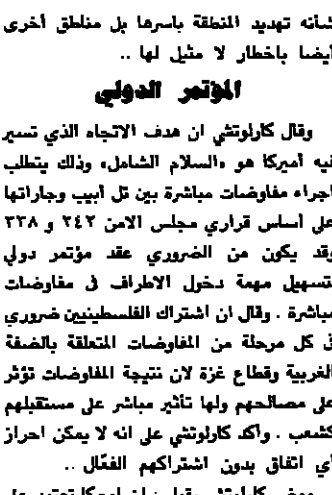 شأنه تهديد المنطقة بأسرها بل مناطق أخرى
أيضا باخطار لا مثيل لها ..
المؤتمر الدولي
وقال كارلوتشي ان هدف الاتجاه الذي تسير
فيه أميركا هو «السلام الشامل» وذلك يتطلب
اجراء مفاوضات مباشرة بين تل أبيب وجاراتها
على أساس قراري مجلس الامن ٢٤٢ و ٣٣٨
وقد يكون من الضروري عقد مؤتمر دولي
لتسهيل مهمة دخول الاطراف في مفاوضات
مباشرة . وقال ان اشتراك الفلسطينيين ضروري
في كل مرحلة من المفاوضات المتعلقة بالضفة
الغربية وقطاع غزة لان نتيجة المفاوضات تؤثر
على مصالحهم ولها تأثير مباشر على مستقبلهم
كشعب . وأكد كارلوتشي على انه لا يمكن احراز
أي اتفاق بدون اشتراكهم الفعّال ..